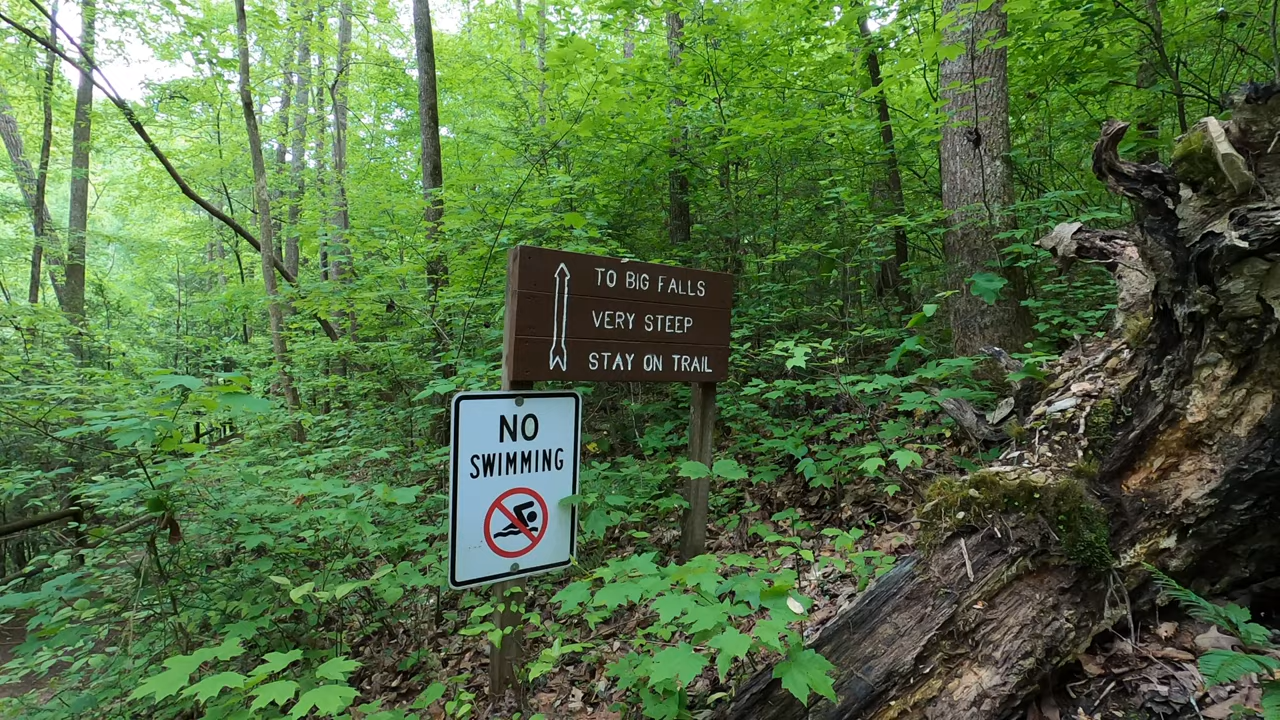 TO BIG FALLS
VERY STEEP
STAY ON TRAIL
NO
SWIMMING